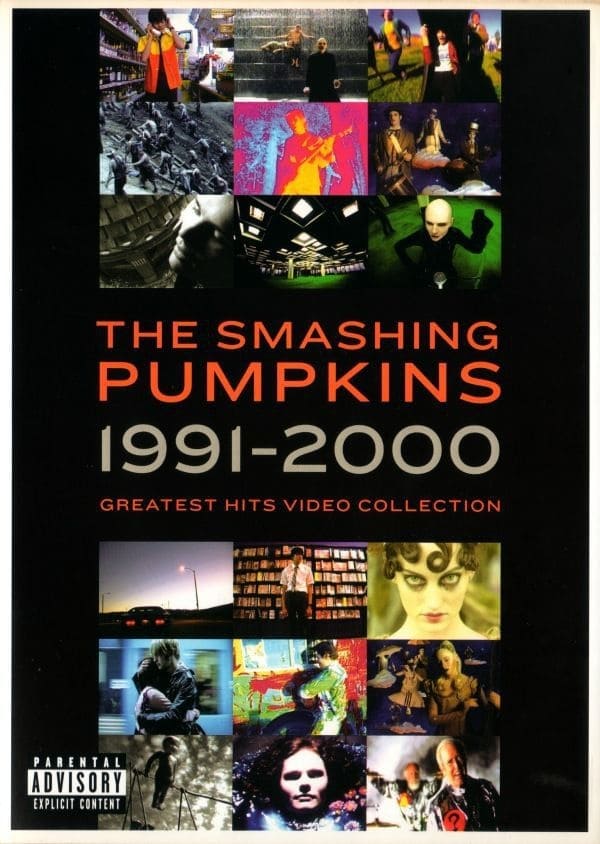 THE SMASHING
PUMPKINS
1991-2000
GREATEST HITS VIDEO COLLECTION
PARENTAL
ADVISORY
EXPLICIT CONTENT
?